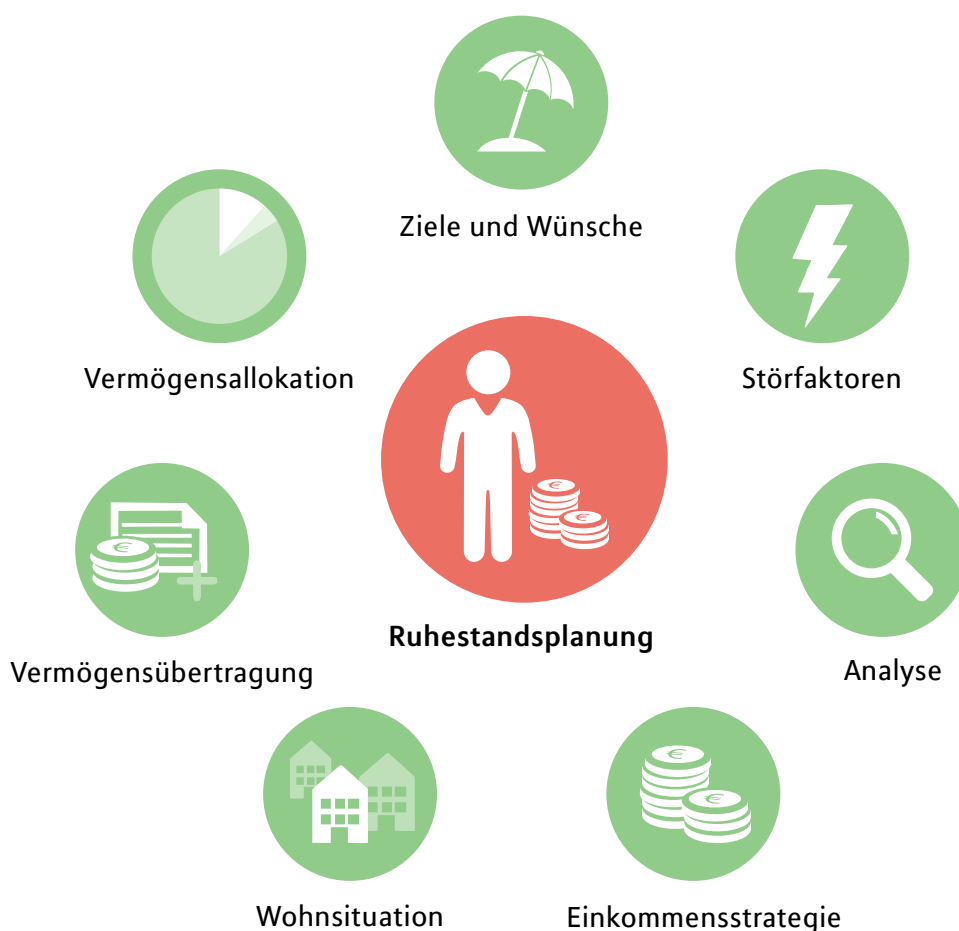 Ziele und Wünsche
Vermögensallokation
Störfaktoren
€
€
€
Ruhestandsplanung
Vermögensübertragung
Analyse
€
€
Wohnsituation
Einkommensstrategie